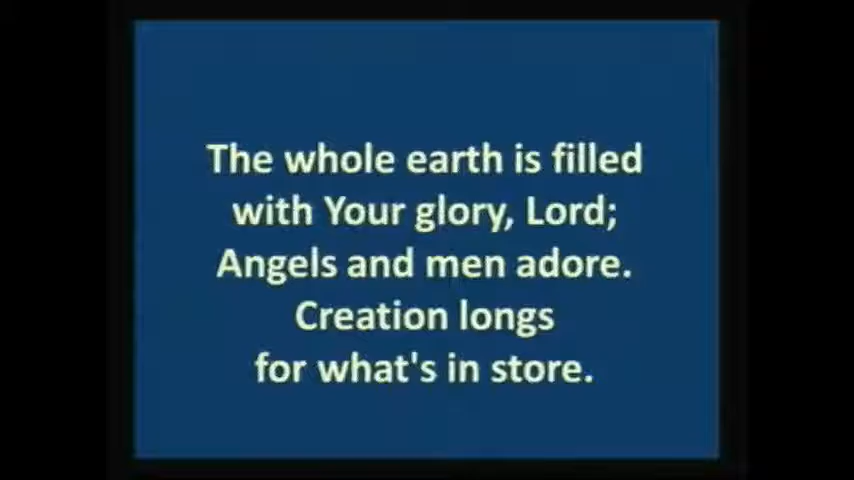 The whole earth is filled
with Your glory, Lord;
Angels and men adore.
Creation longs
for what's in store.